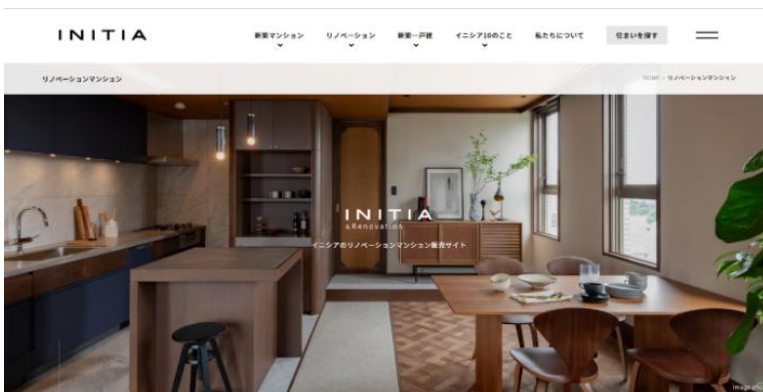 INITIA
新築マンション
リノベーション
新築一戸建
イニシア10のこと
私たちについて
住まいを探す
リノベーションマンション
HOME - リノベーションマンション
INITIA
&Renovation
イニシアのリノベーションマンション販売サイト